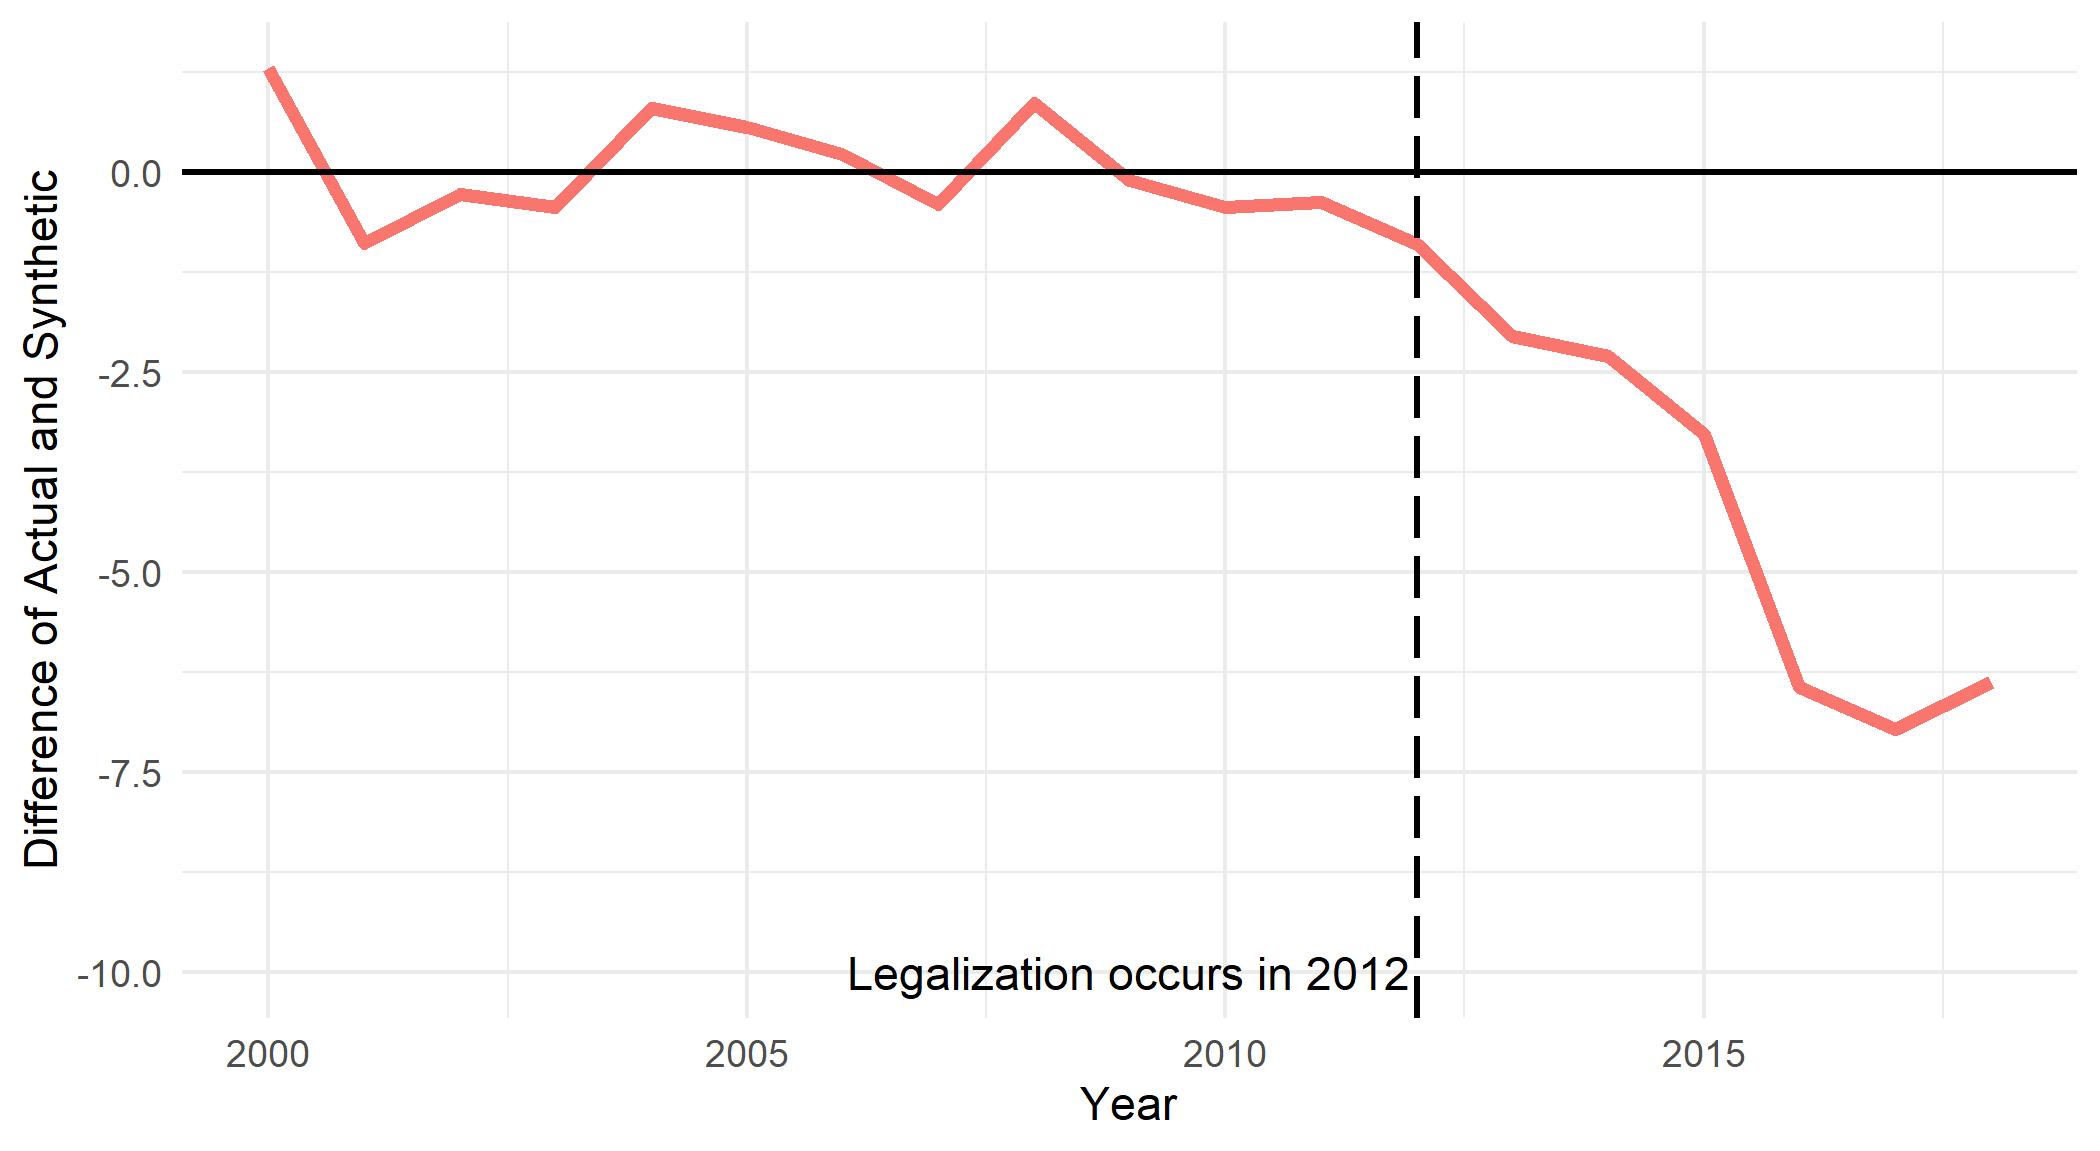 Difference of Actual and Synthetic
0.0
-2.5
-5.0
-7.5
-10.0
Legalization occurs in 2012
2000 2005 2010 2015
Year